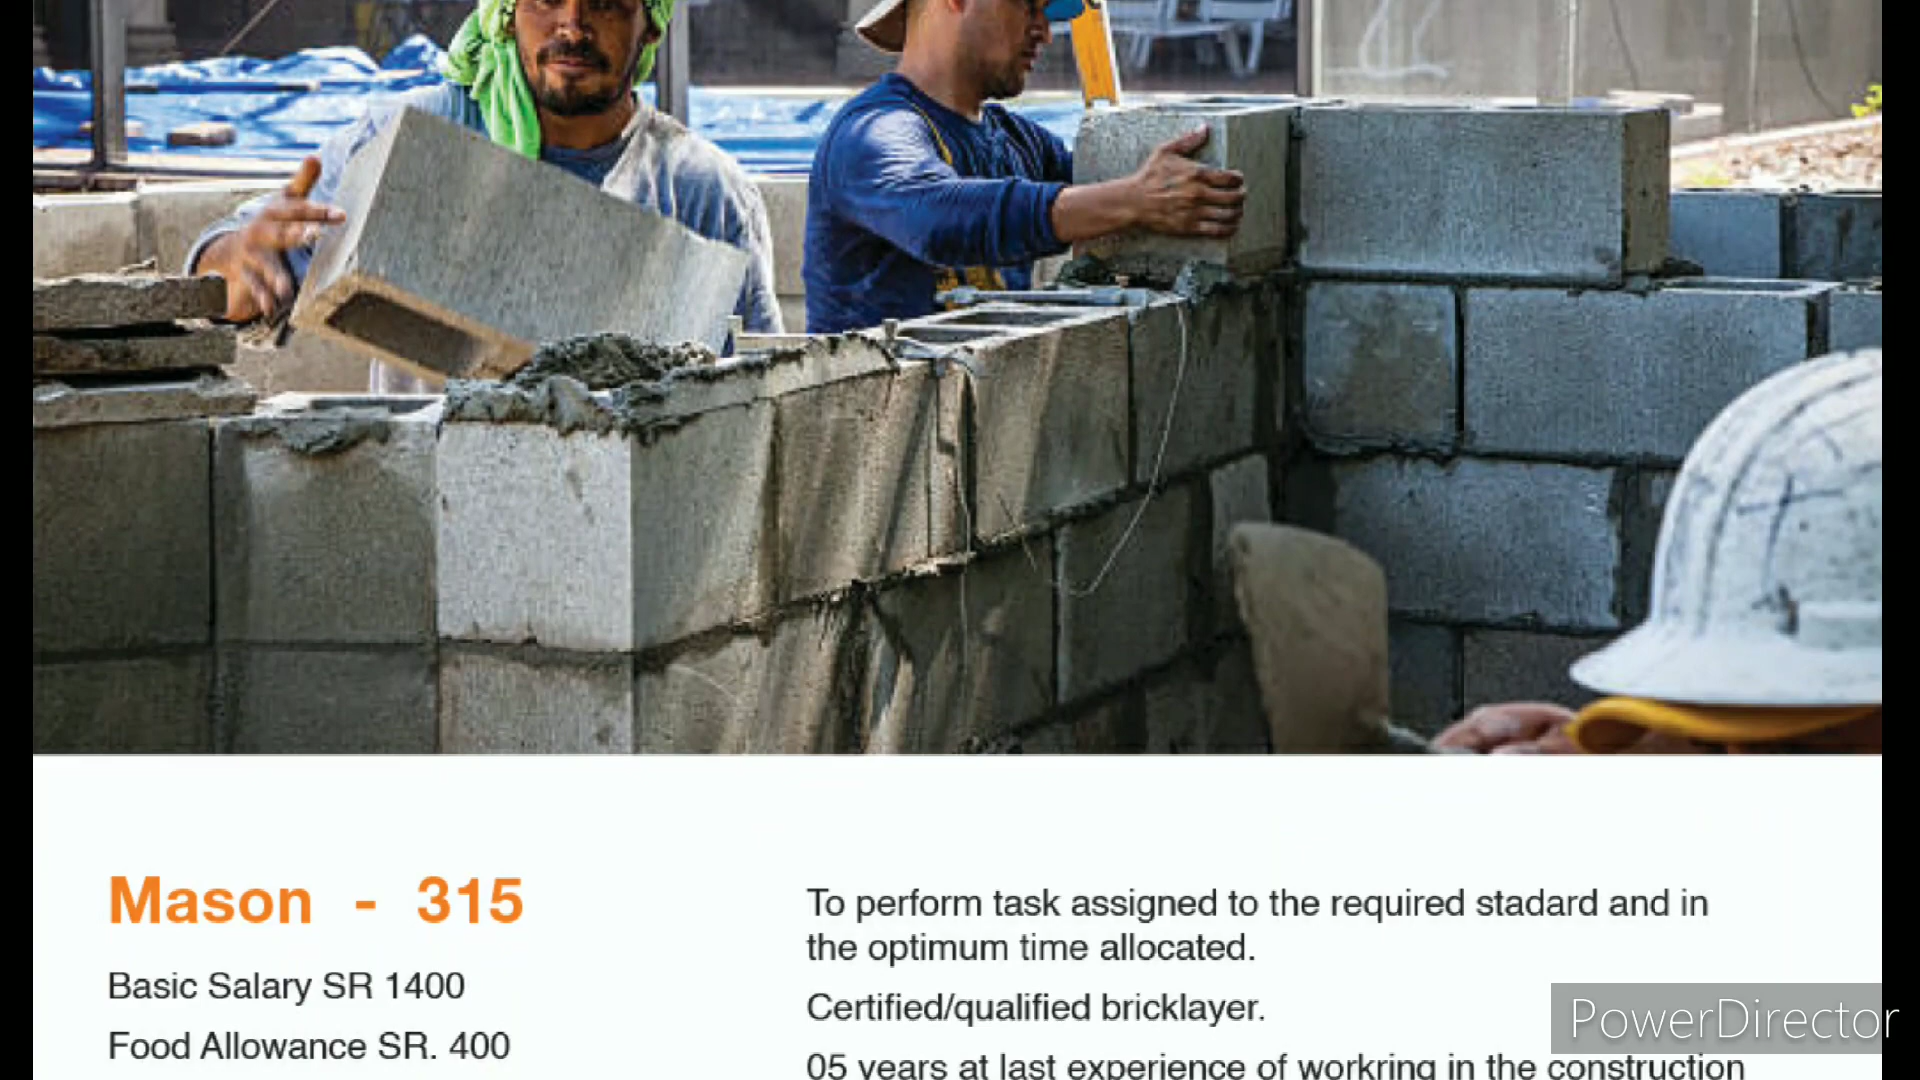 Mason - 315
Basic Salary SR 1400
Food Allowance SR. 400
To perform task assigned to the required stadard and in
the optimum time allocated.
Certified/qualified bricklayer.
05 years at last experience of workring in the construction
PowerDirector